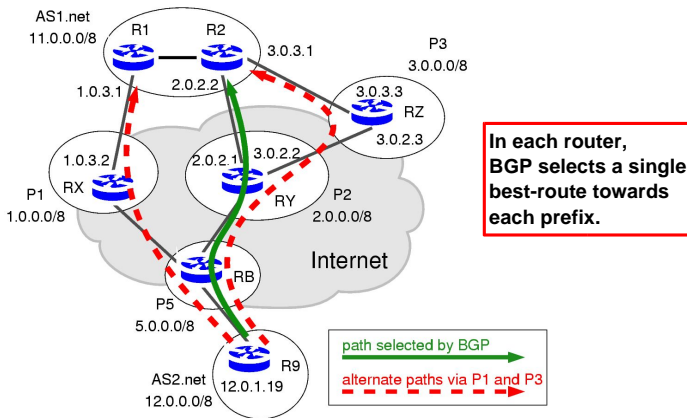 AS1.net
11.0.0.0/8
R1
R2
3.0.3.1
P3
3.0.0.0/8
1.0.3.1
2.0.2.2
3.0.3.3
RZ
3.0.2.3
1.0.3.2
RX
P1
1.0.0.0/8
2.0.2.1
3.0.2.2
RY
P2
2.0.0.0/8
Internet
RB
P5
5.0.0.0/8
R9
AS2.net
12.0.0.0/8
12.0.1.19
In each router,
BGP selects a single
best-route towards
each prefix.
path selected by BGP
alternate paths via P1 and P3